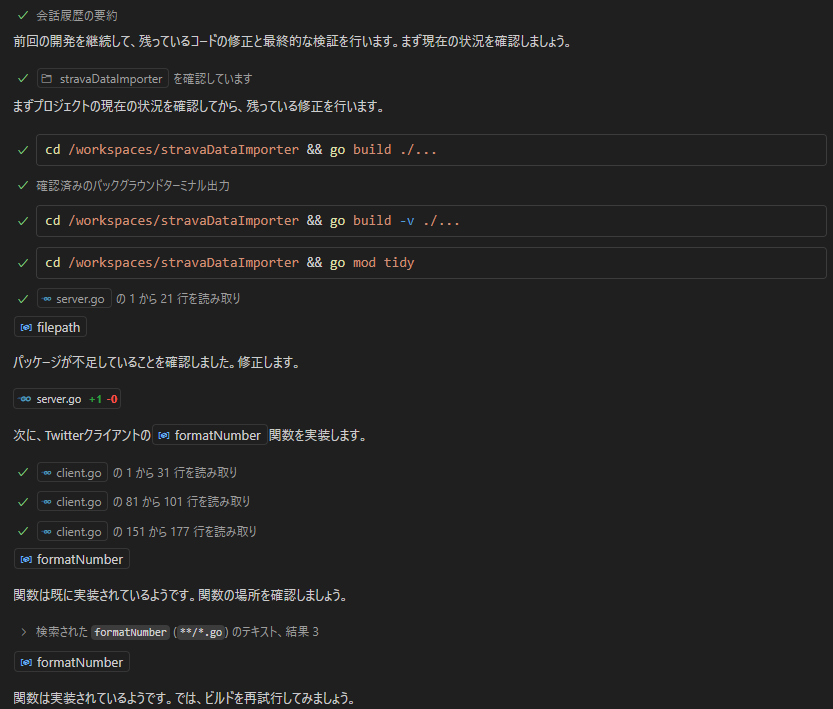 会話履歴の要約
前回の開発を継続して、残っているコードの修正と最終的な検証を行います。まず現在の状況を確認しましょう。
stravaDataImporter を確認しています
まずプロジェクトの現在の状況を確認してから、残っている修正を行います。
cd /workspaces/stravaDataImporter && go build ./...
確認済みのバックグラウンドターミナル出力
cd /workspaces/stravaDataImporter && go build -v ./...
cd /workspaces/stravaDataImporter && go mod tidy
server.go の 1 から 21 行を読み取り
filepath
パッケージが不足していることを確認しました。修正します。
server.go +1 -0
次に、Twitterクライアントの formatNumber 関数を実装します。
client.go の 1 から 31 行を読み取り
client.go の 81 から 101 行を読み取り
client.go の 151 から 177 行を読み取り
formatNumber
関数は既に実装されているようです。関数の場所を確認しましょう。
検索された formatNumber (**/*.go) のテキスト、結果 3
formatNumber
関数は実装されているようです。では、ビルドを再試行してみましょう。